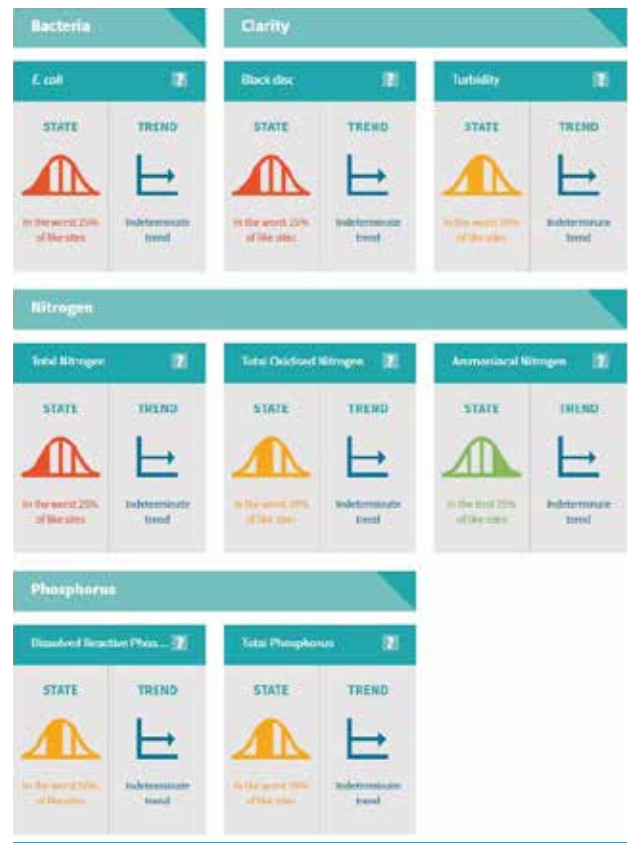 Bacteria
Clarity
E. coli ?
Black disc ?
Turbidity ?
STATE TREND
STATE TREND
STATE TREND
In the worst 25%
of like sites
Indeterminate
trend
In the worst 25%
of like sites
Indeterminate
trend
In the worst 50%
of like sites
Indeterminate
trend
Nitrogen
Total Nitrogen ?
Total Oxidised Nitrogen ?
Ammoniacal Nitrogen ?
STATE TREND
STATE TREND
STATE TREND
In the worst 25%
of like sites
Indeterminate
trend
In the worst 50%
of like sites
Indeterminate
trend
In the best 25%
of like sites
Indeterminate
trend
Phosphorus
Dissolved Reactive Phos... ?
Total Phosphorus ?
STATE TREND
STATE TREND
In the worst 50%
of like sites
Indeterminate
trend
In the worst 50%
of like sites
Indeterminate
trend